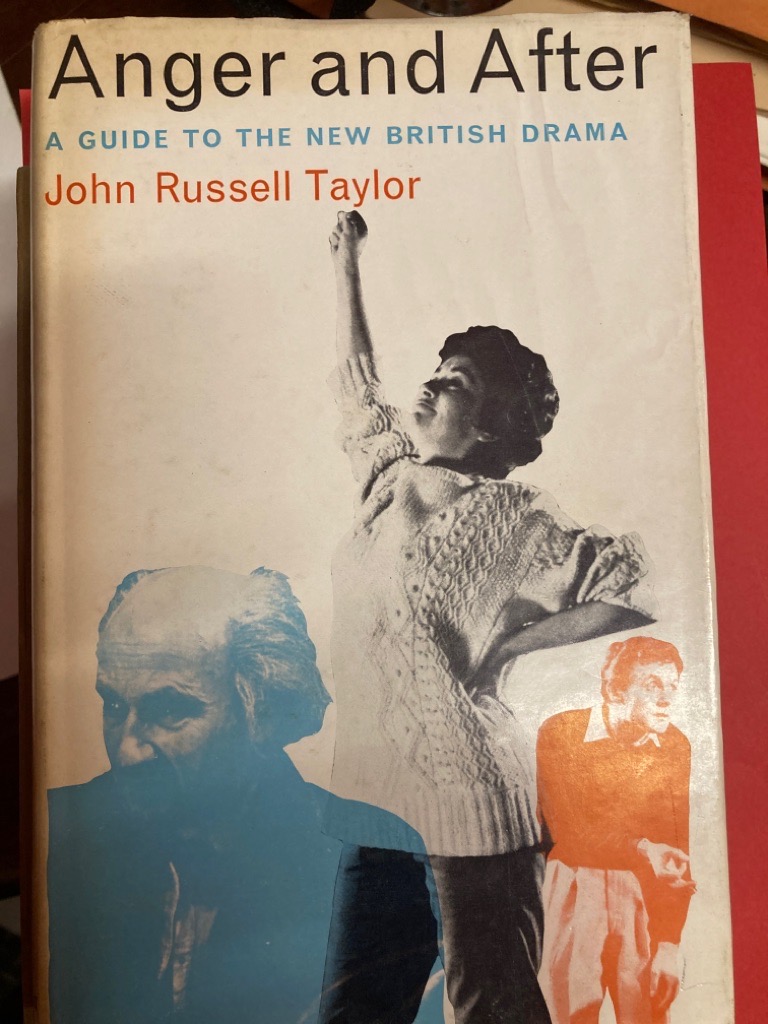 Anger and After
A GUIDE TO THE NEW BRITISH DRAMA
John Russell Taylor